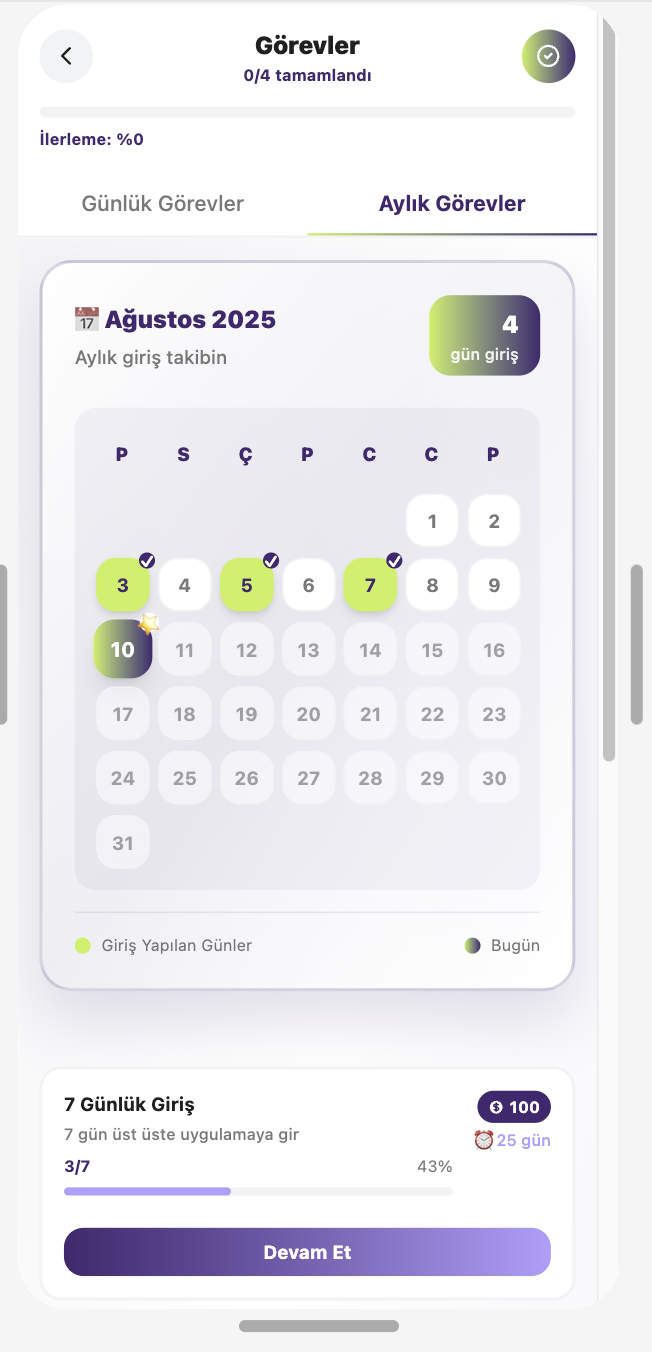 Görevler
0/4 tamamlandı
İlerleme: %0
Günlük Görevler
Aylık Görevler
17 Ağustos 2025
Aylık giriş takibin
4
gün giriş
P S Ç P C C P
1 2
3 4 5 6 7 8 9
10 11 12 13 14 15 16
17 18 19 20 21 22 23
24 25 26 27 28 29 30
31
Giriş Yapılan Günler
Bugün
7 Günlük Giriş
100
7 gün üst üste uygulamaya gir
25 gün
3/7
43%
Devam Et